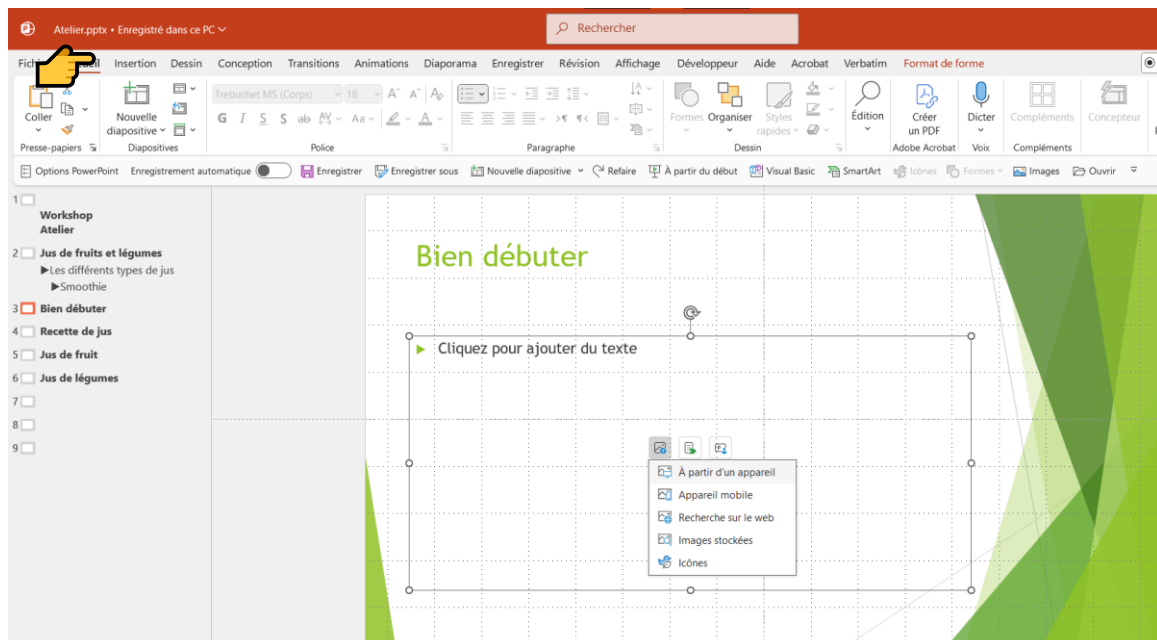 Atelier.pptx • Enregistré dans ce PC
Rechercher
Insertion Dessin Conception Transitions Animations Diaporama Enregistrer Révision Affichage Développeur Aide Acrobat Verbatim Format de forme
Coller
Nouvelle diapositive
Trebuchet MS (Corps) 18
G I S S ab AV Aa A
Formes Organiser Styles rapides
Édition
Créer un PDF
Dicter
Compléments
Concepteur
Presse-papiers Diapositives Police Paragraphe Dessin Adobe Acrobat Voix Compléments
Options PowerPoint Enregistrement automatique Enregistrer Enregistrer sous Nouvelle diapositive Refaire À partir du début Visual Basic SmartArt Icônes Formes Images Ouvrir
1
Workshop
Atelier
2 Jus de fruits et légumes
Les différents types de jus
Smoothie
3 Bien débuter
4 Recette de jus
5 Jus de fruit
6 Jus de légumes
7
8
9
Bien débuter
Cliquez pour ajouter du texte
À partir d'un appareil
Appareil mobile
Recherche sur le web
Images stockées
Icônes